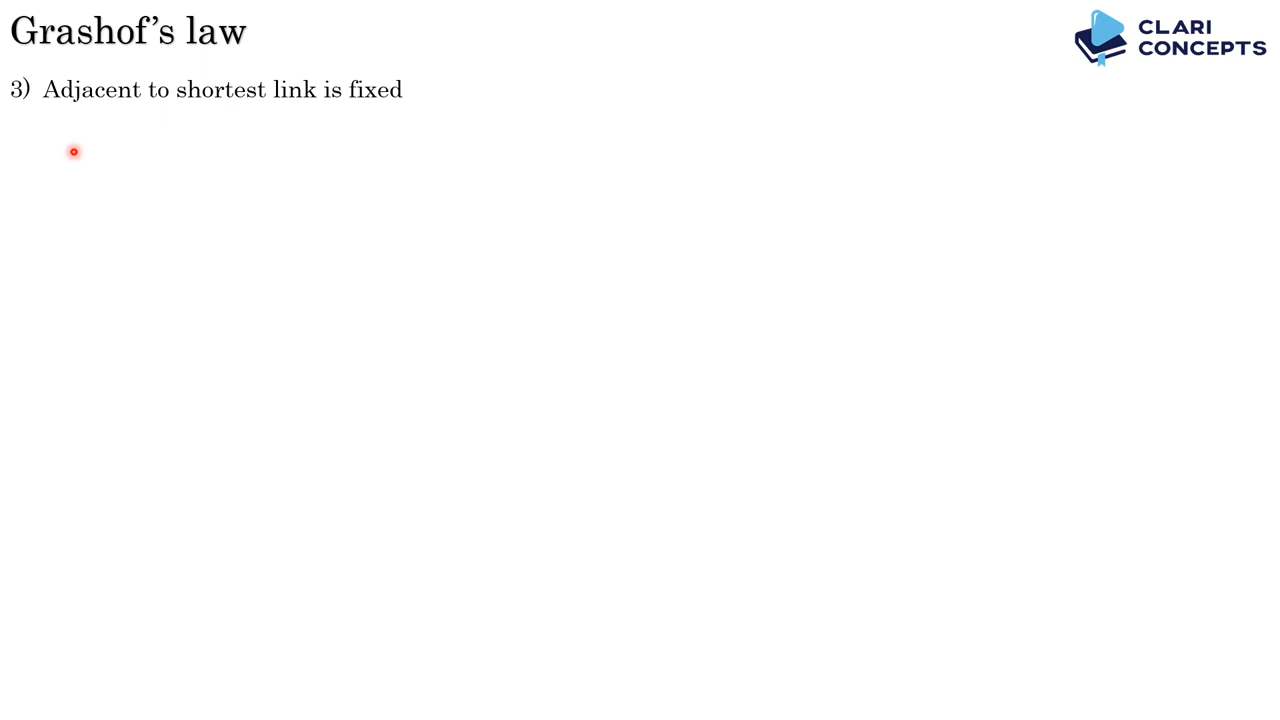 Grashof’s law
CLARI
CONCEPTS
3) Adjacent to shortest link is fixed